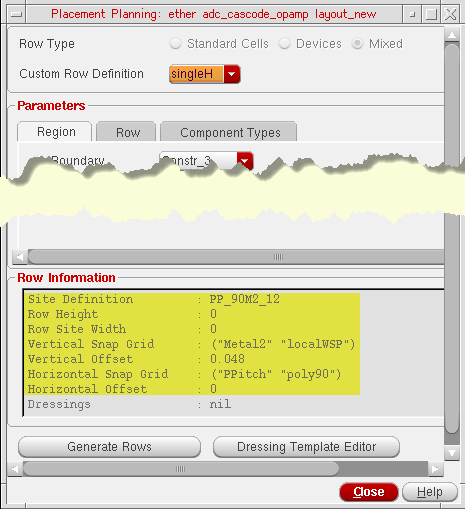 Placement Planning: ether adc_cascode_opamp layout_new
Row Type Standard Cells Devices Mixed
Custom Row Definition singleH
Parameters
Region Row Component Types
Boundary Constr_3
Row Information
Site Definition : PP_90M2_12
Row Height : 0
Row Site Width : 0
Vertical Snap Grid : ("Metal2" "localWSP")
Vertical Offset : 0.048
Horizontal Snap Grid : ("PPitch" "poly90")
Horizontal Offset : 0
Dressings : nil
Generate Rows Dressing Template Editor
Close Help